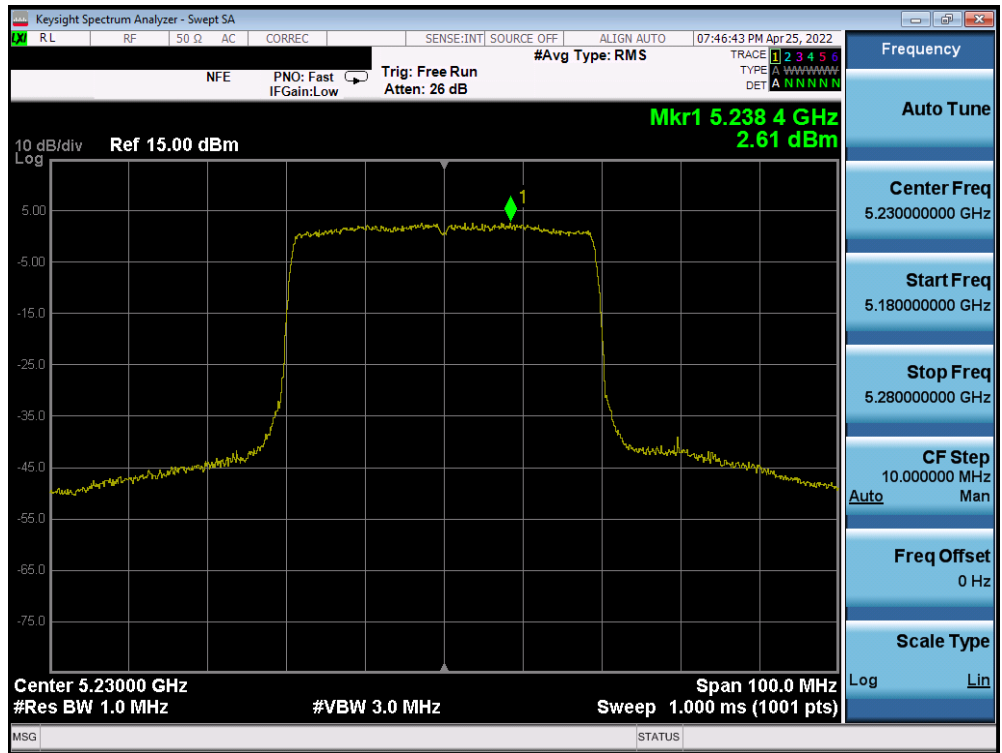 Keysight Spectrum Analyzer - Swept SA
LXI RL RF 50 Ω AC CORREC SENSE:INT SOURCE OFF ALIGN AUTO 07:46:43 PM Apr 25, 2022
#Avg Type: RMS
TRACE 1 2 3 4 5 6
TYPE A WWWWW
DET A N N N N N
NFE
PNO: Fast
IFGain:Low
Trig: Free Run
Atten: 26 dB
Mkr1 5.238 4 GHz
2.61 dBm
10 dB/div
Log
Ref 15.00 dBm
1
5.00
-5.00
-15.0
-25.0
-35.0
-45.0
-55.0
-65.0
-75.0
Center 5.23000 GHz
Span 100.0 MHz
#Res BW 1.0 MHz
#VBW 3.0 MHz
Sweep 1.000 ms (1001 pts)
MSG
STATUS
Frequency
Auto Tune
Center Freq
5.230000000 GHz
Start Freq
5.180000000 GHz
Stop Freq
5.280000000 GHz
CF Step
10.000000 MHz
Auto Man
Freq Offset
0 Hz
Scale Type
Log Lin